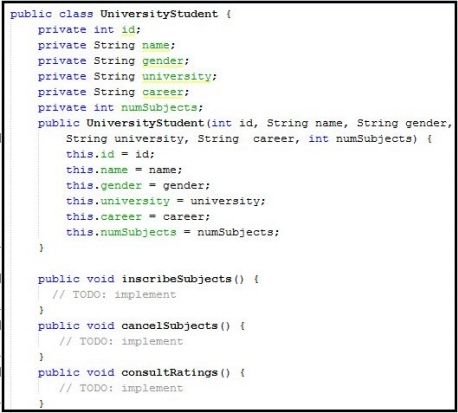 public class UniversityStudent {
private int id;
private String name;
private String gender;
private String university;
private String career;
private int numSubjects;
public UniversityStudent(int id, String name, String gender,
String university, String  career, int numSubjects) {
this.id = id;
this.name = name;
this.gender = gender;
this.university = university;
this.career = career;
this.numSubjects = numSubjects;
}
public void inscribeSubjects() {
// TODO: implement
}
public void cancelSubjects() {
// TODO: implement
}
public void consultRatings() {
// TODO: implement
}